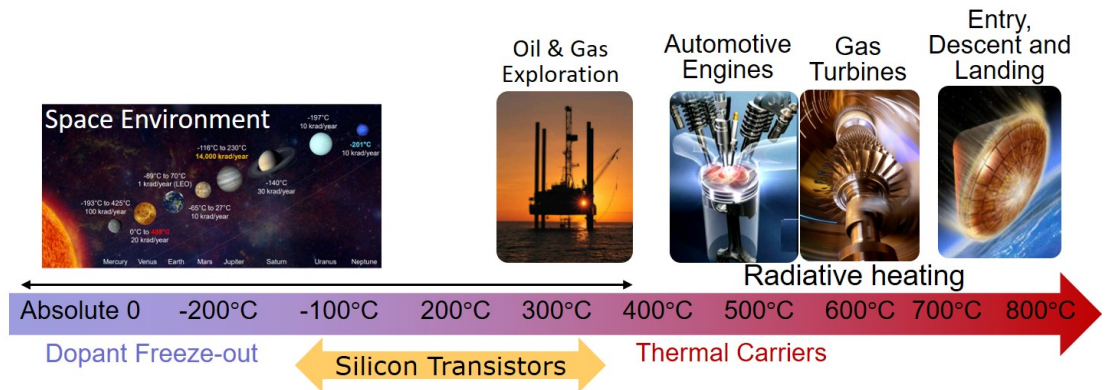 Entry,
Descent and
Landing
Oil & Gas
Exploration
Automotive
Engines
Gas
Turbines
Space Environment
-197°C
10 krad/year
-201°C
10 krad/year
-116°C to 230°C
14,000 krad/year
-140°C
30 krad/year
-89°C to 70°C
1 krad/year (LEO)
-65°C to 27°C
10 krad/year
-193°C to 425°C
100 krad/year
0°C to
20 krad/year
Mercury Venus Earth Mars Jupiter Saturn Uranus Neptune
Radiative heating
Absolute 0 -200°C -100°C 200°C 300°C 400°C 500°C 600°C 700°C 800°C
Dopant Freeze-out
Silicon Transistors
Thermal Carriers